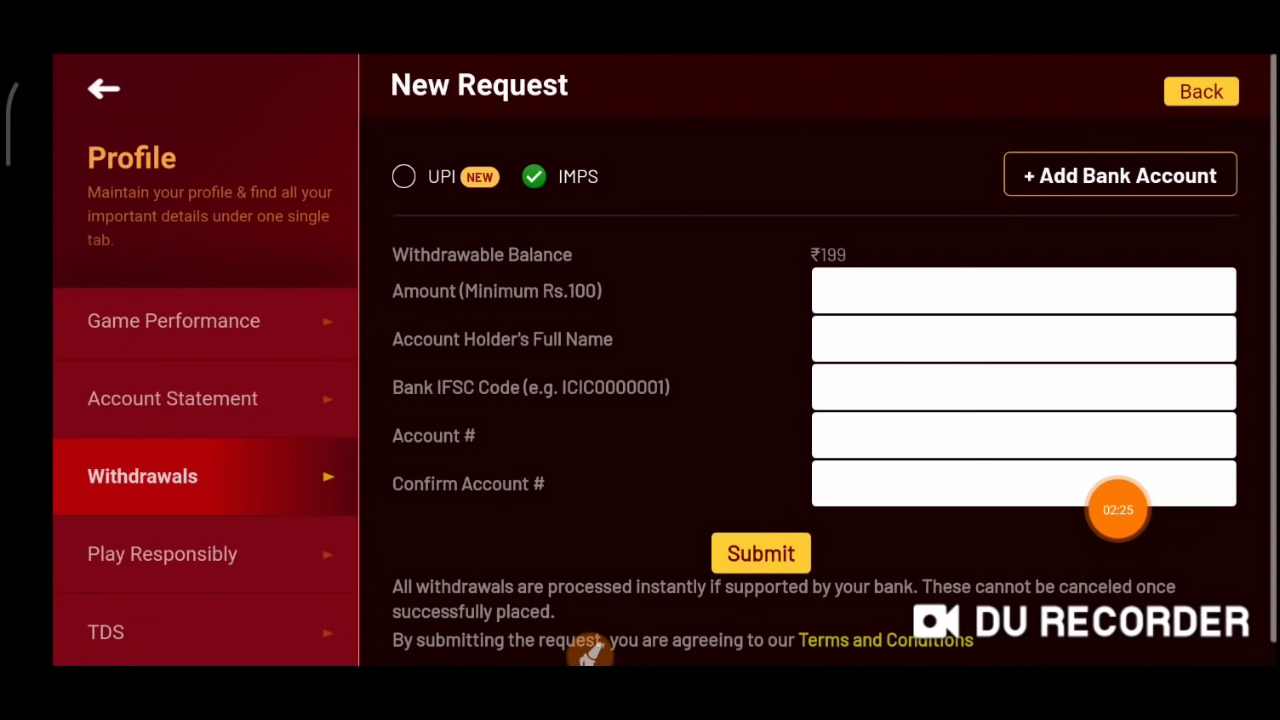 New Request
Back
Profile
Maintain your profile & find all your
important details under one single
tab.
UPI NEW IMPS
+ Add Bank Account
Withdrawable Balance ₹199
Amount (Minimum Rs.100)
Account Holder's Full Name
Bank IFSC Code (e.g. ICIC0000001)
Account #
Confirm Account #
Game Performance
Account Statement
Withdrawals
Play Responsibly
TDS
02:25
Submit
All withdrawals are processed instantly if supported by your bank. These cannot be canceled once
successfully placed.
By submitting the request, you are agreeing to our Terms and Conditions
DU RECORDER